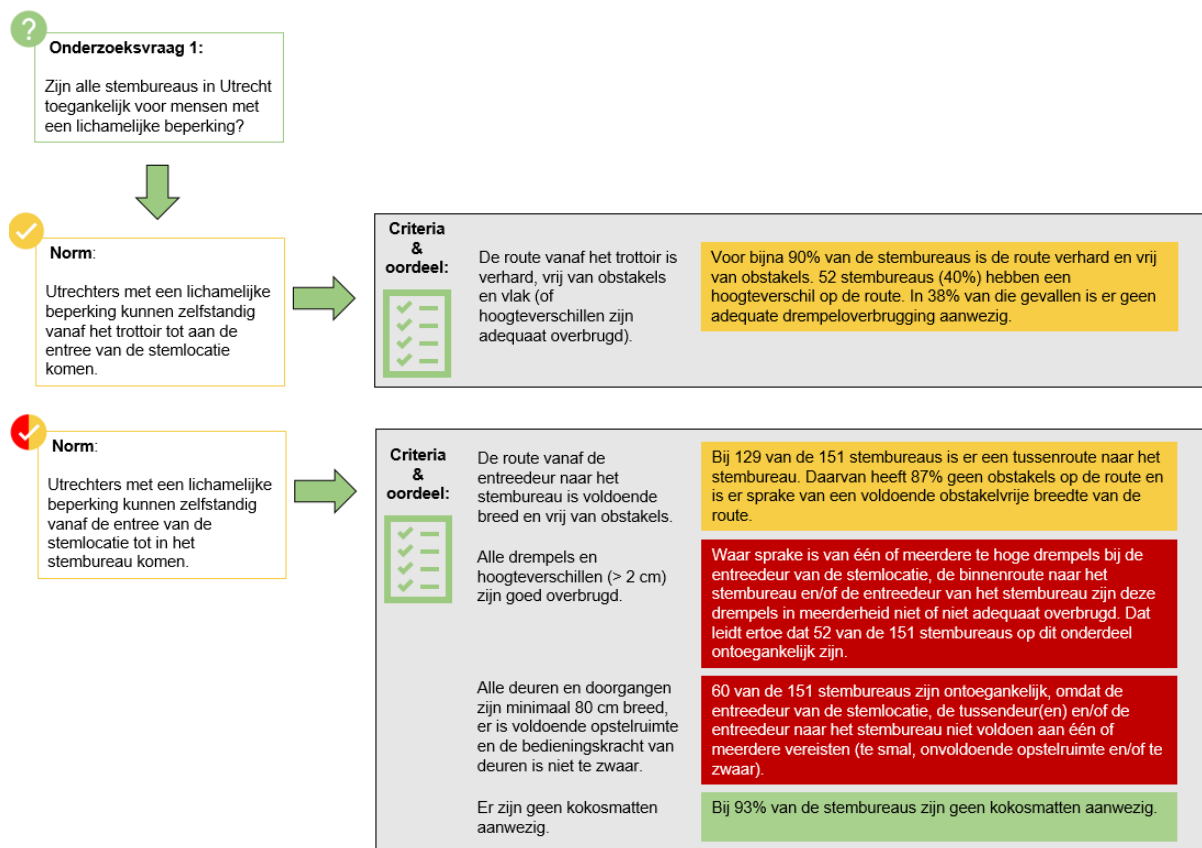 ?
Onderzoeksvraag 1:
Zijn alle stembureaus in Utrecht
toegankelijk voor mensen met
een lichamelijke beperking?
Norm:
Utrechters met een lichamelijke
beperking kunnen zelfstandig
vanaf het trottoir tot aan de
entree van de stemlocatie
komen.
Criteria
&
oordeel:
De route vanaf het trottoir is
verhard, vrij van obstakels
en vlak (of
hoogteverschillen zijn
adequaat overbrugd).
Voor bijna 90% van de stembureaus is de route verhard en vrij
van obstakels. 52 stembureaus (40%) hebben een
hoogteverschil op de route. In 38% van die gevallen is er geen
adequate drempeloverbrugging aanwezig.
Norm:
Utrechters met een lichamelijke
beperking kunnen zelfstandig
vanaf de entree van de
stemlocatie tot in het
stembureau komen.
Criteria
&
oordeel:
De route vanaf de
entreedeur naar het
stembureau is voldoende
breed en vrij van obstakels.
Bij 129 van de 151 stembureaus is er een tussenroute naar het
stembureau. Daarvan heeft 87% geen obstakels op de route en
is er sprake van een voldoende obstakelvrije breedte van de
route.
Alle drempels en
hoogteverschillen (> 2 cm)
zijn goed overbrugd.
Waar sprake is van één of meerdere te hoge drempels bij de
entreedeur van de stemlocatie, de binnenroute naar het
stembureau en/of de entreedeur van het stembureau zijn deze
drempels in meerderheid niet of niet adequaat overbrugd. Dat
leidt ertoe dat 52 van de 151 stembureaus op dit onderdeel
ontoegankelijk zijn.
Alle deuren en doorgangen
zijn minimaal 80 cm breed,
er is voldoende opstelruimte
en de bedieningskracht van
deuren is niet te zwaar.
60 van de 151 stembureaus zijn ontoegankelijk, omdat de
entreedeur van de stemlocatie, de tussendeur(en) en/of de
entreedeur naar het stembureau niet voldoen aan één of
meerdere vereisten (te smal, onvoldoende opstelruimte en/of te
zwaar).
Er zijn geen kokosmatten
aanwezig.
Bij 93% van de stembureaus zijn geen kokosmatten aanwezig.